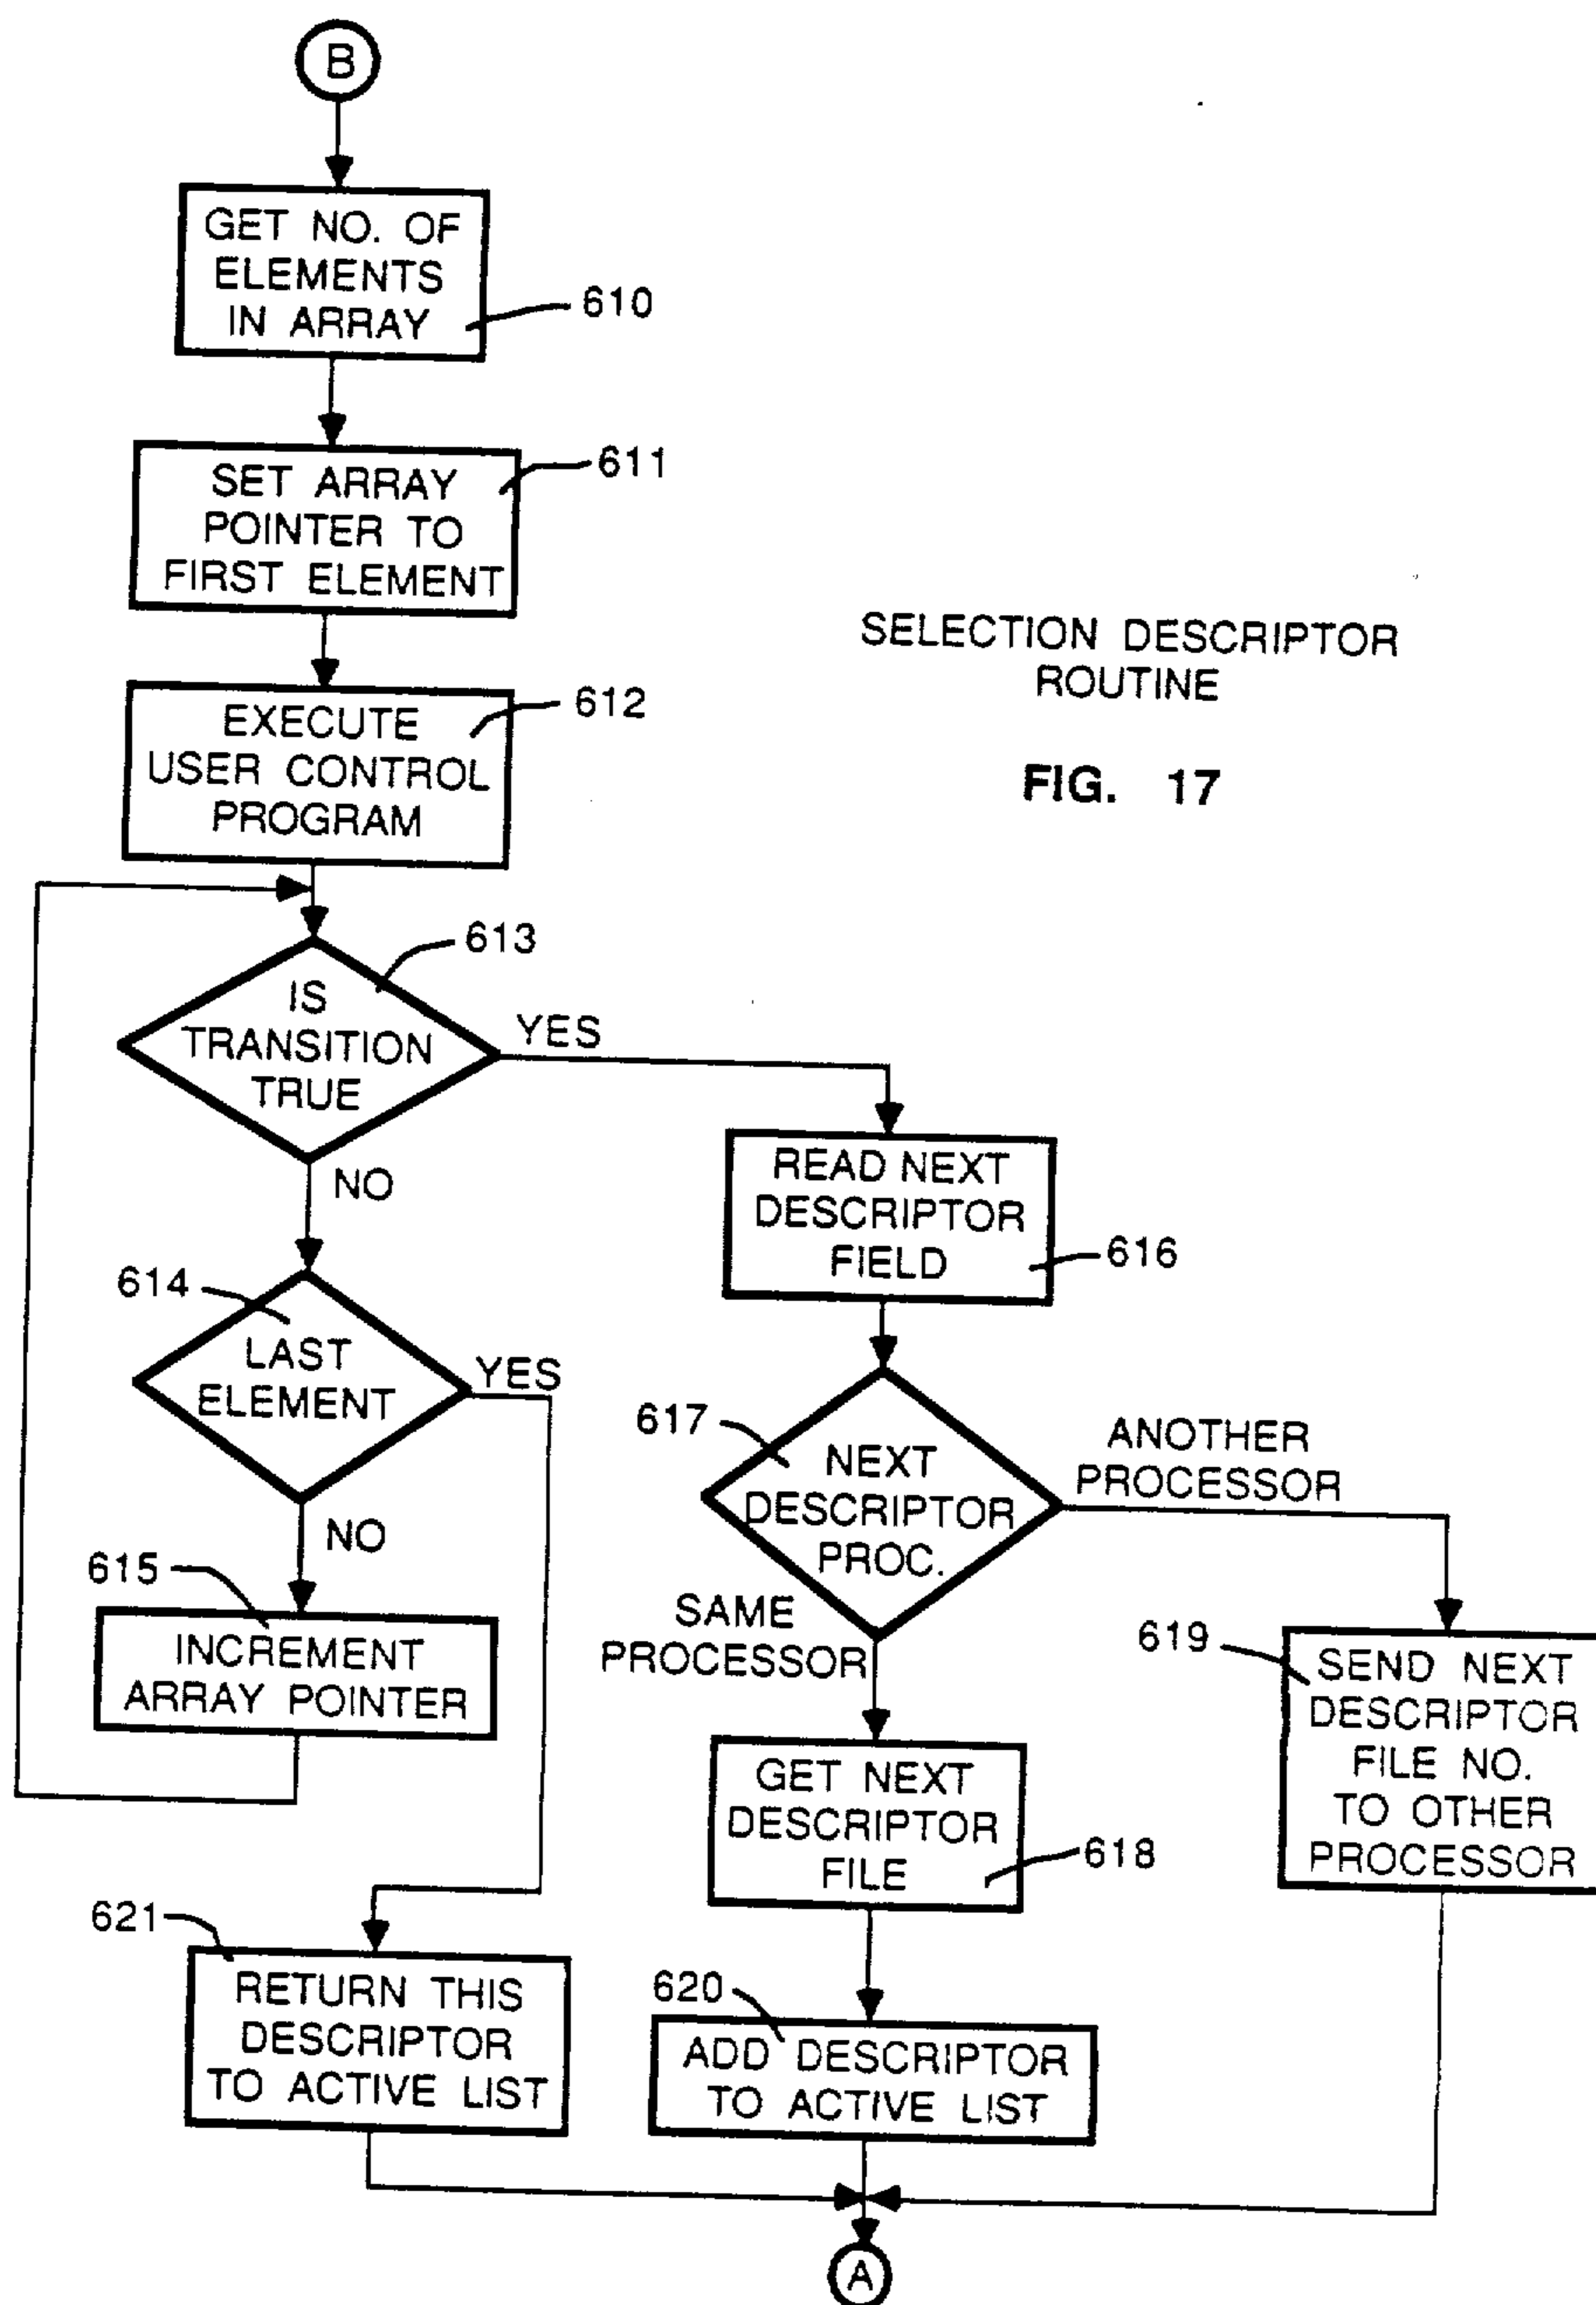 B
GET NO. OF
ELEMENTS
IN ARRAY
610
SET ARRAY
POINTER TO
FIRST ELEMENT
611
SELECTION DESCRIPTOR
ROUTINE
FIG. 17
EXECUTE
USER CONTROL
PROGRAM
612
IS
TRANSITION
TRUE
613
YES
NO
LAST
ELEMENT
614
YES
NO
INCREMENT
ARRAY POINTER
615
READ NEXT
DESCRIPTOR
FIELD
616
NEXT
DESCRIPTOR
PROC.
617
ANOTHER
PROCESSOR
SAME
PROCESSOR
GET NEXT
DESCRIPTOR
FILE
618
619
SEND NEXT
DESCRIPTOR
FILE NO.
TO OTHER
PROCESSOR
621
RETURN THIS
DESCRIPTOR
TO ACTIVE LIST
620
ADD DESCRIPTOR
TO ACTIVE LIST
A